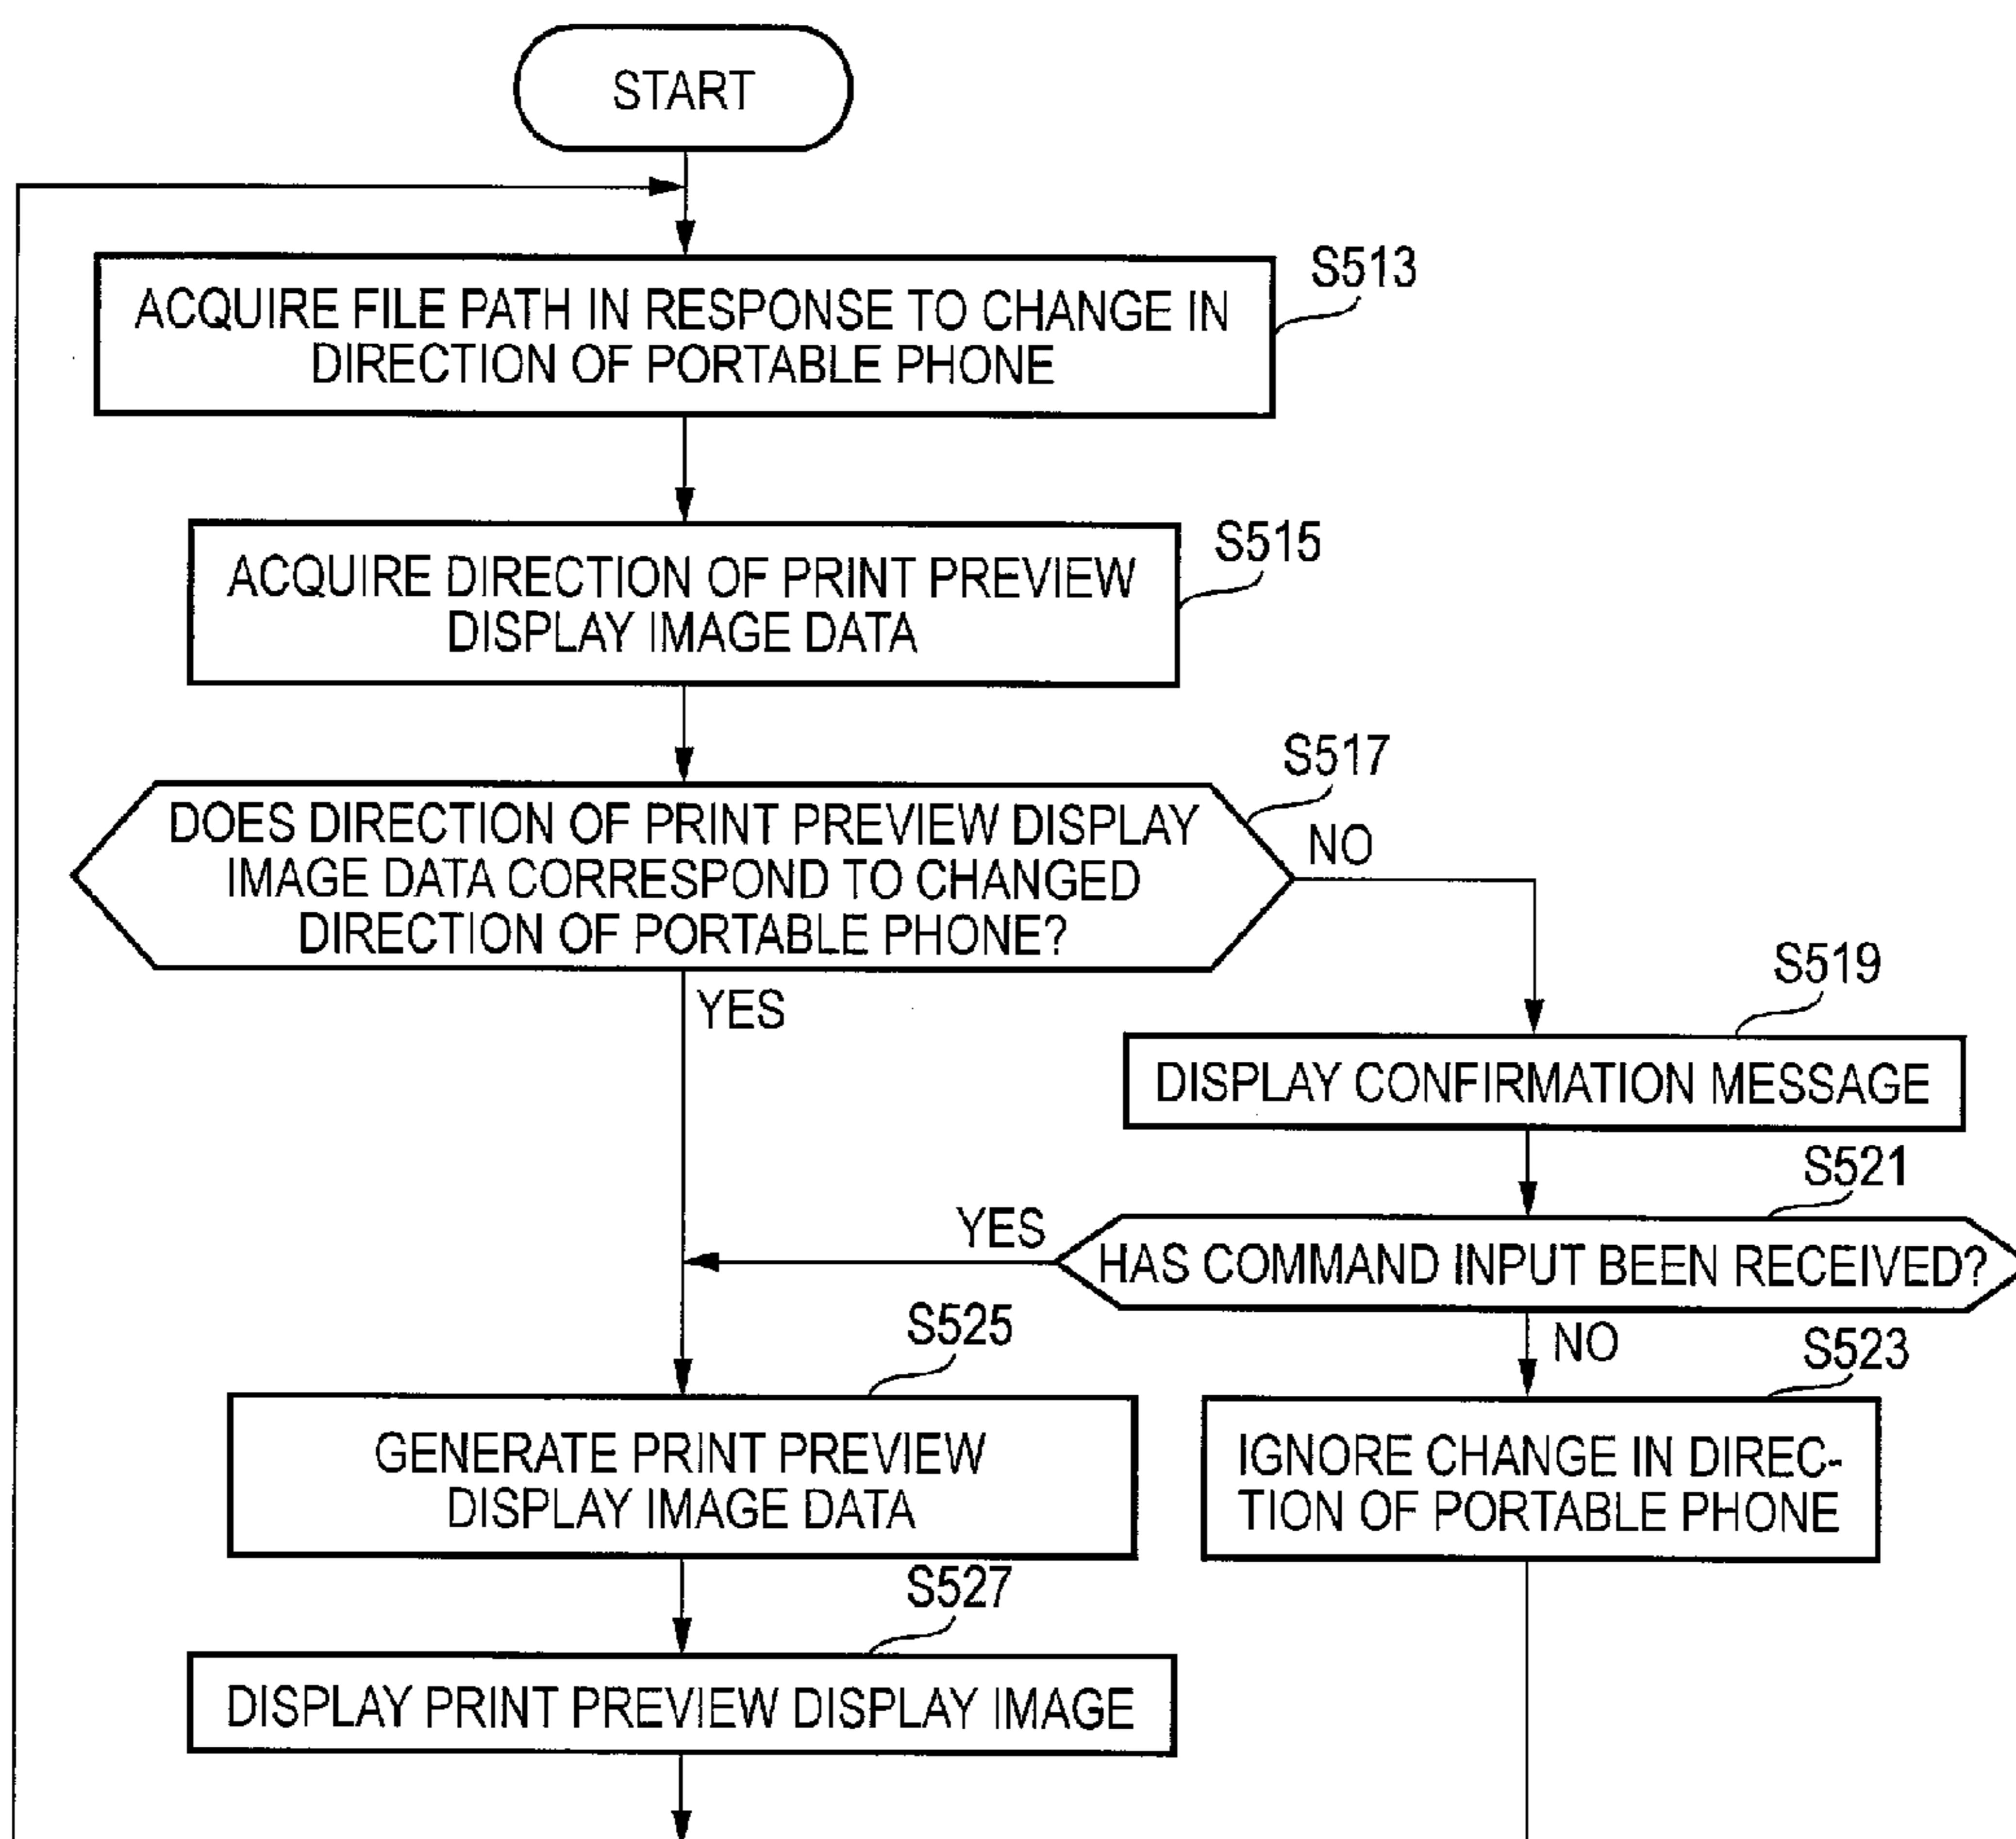 START
S513
ACQUIRE FILE PATH IN RESPONSE TO CHANGE IN
DIRECTION OF PORTABLE PHONE
S515
ACQUIRE DIRECTION OF PRINT PREVIEW
DISPLAY IMAGE DATA
S517
DOES DIRECTION OF PRINT PREVIEW DISPLAY
IMAGE DATA CORRESPOND TO CHANGED
DIRECTION OF PORTABLE PHONE?
NO
YES
S519
DISPLAY CONFIRMATION MESSAGE
S521
HAS COMMAND INPUT BEEN RECEIVED?
YES
NO
S523
IGNORE CHANGE IN DIREC-
TION OF PORTABLE PHONE
S525
GENERATE PRINT PREVIEW
DISPLAY IMAGE DATA
S527
DISPLAY PRINT PREVIEW DISPLAY IMAGE